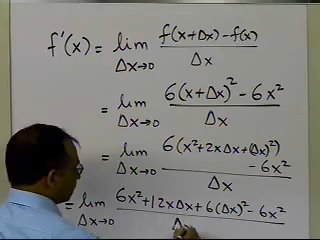 f'(x) = lim Δx→0 f(x+Δx) - f(x) / Δx
= lim Δx→0 6(x+Δx)² - 6x² / Δx
= lim Δx→0 6(x²+2xΔx+(Δx)²) - 6x² / Δx
= lim Δx→0 6x²+12xΔx+6(Δx)² - 6x² / Δ